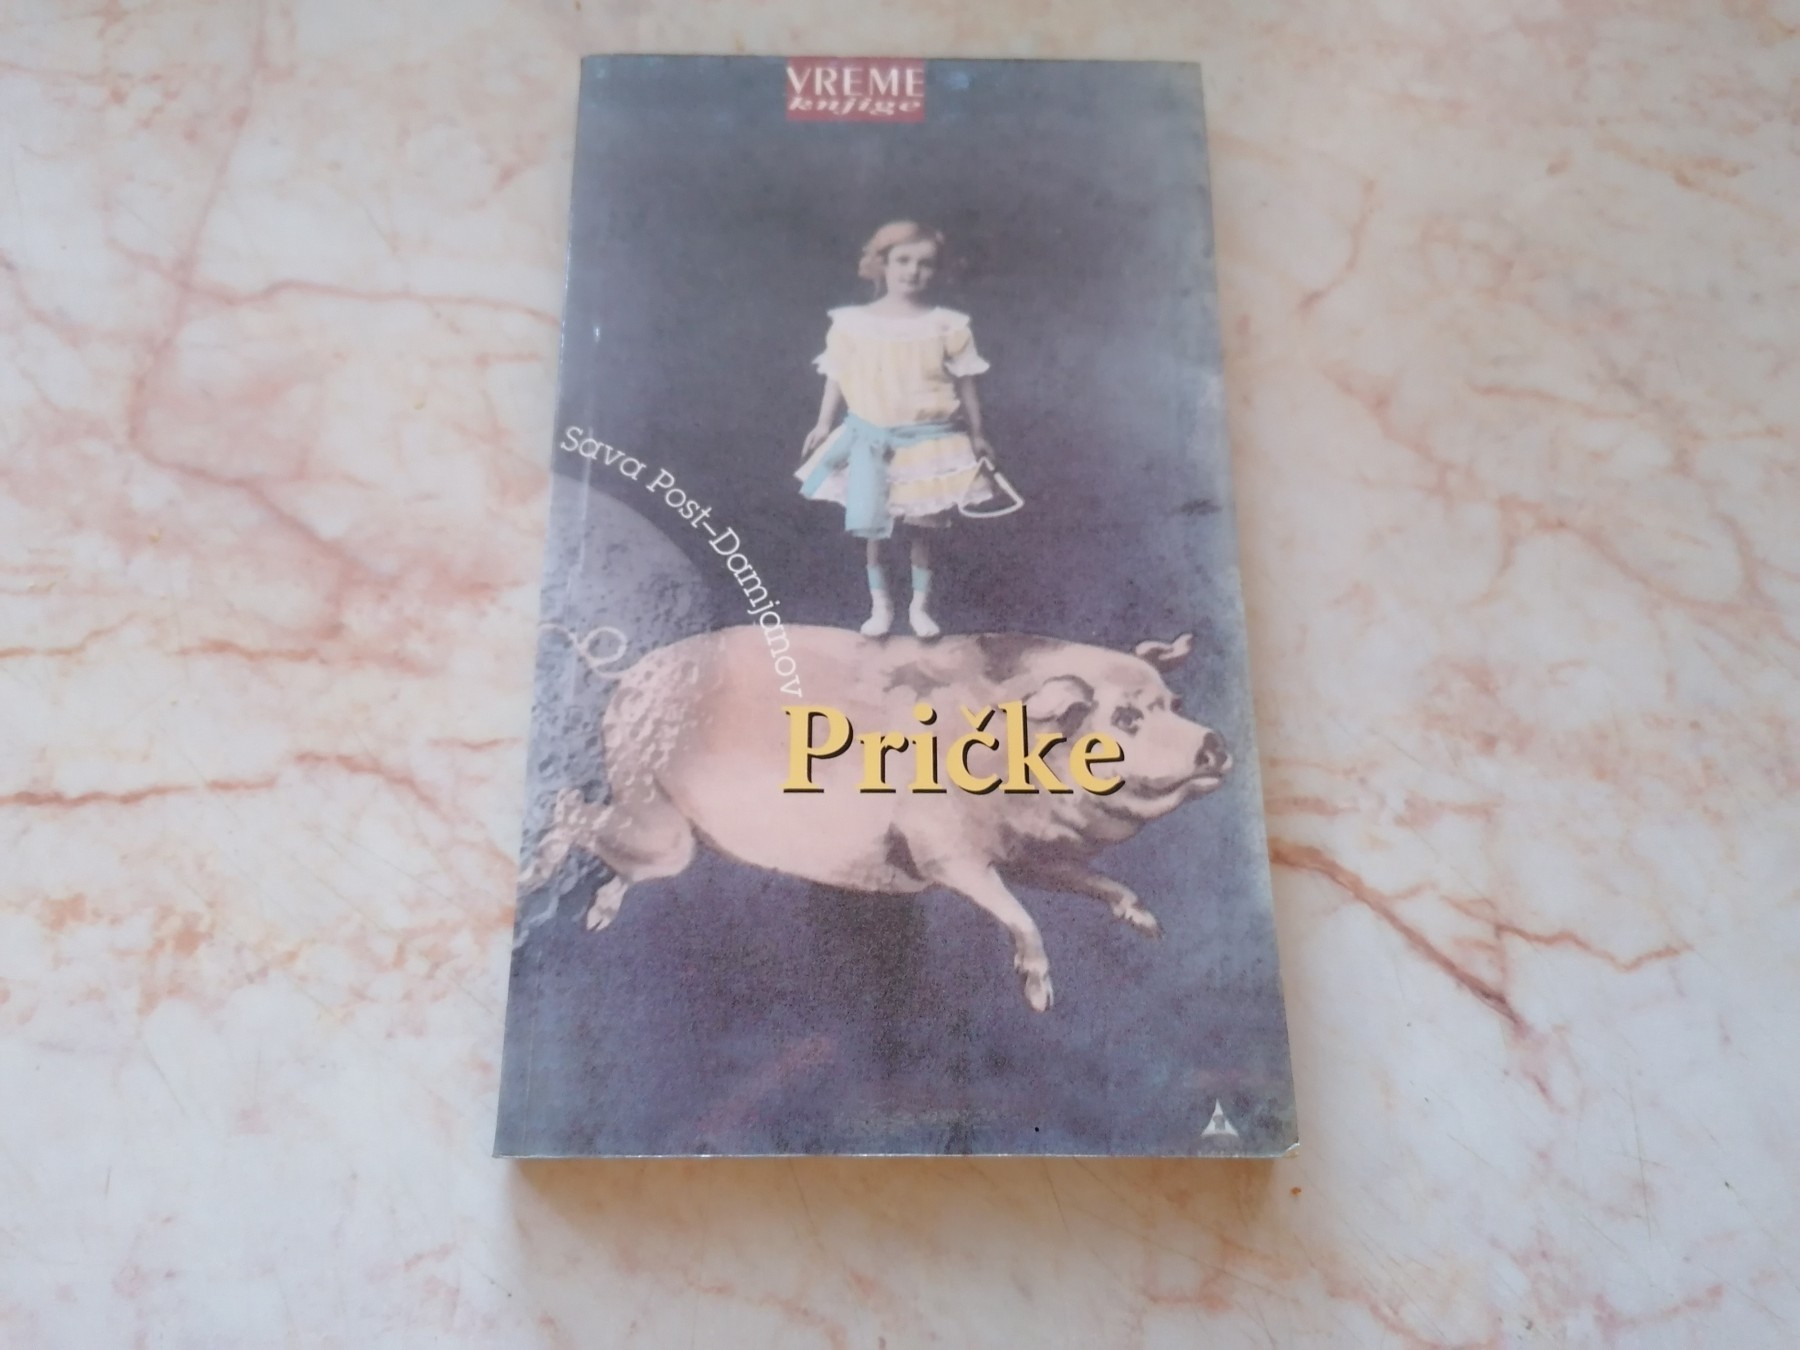 VREME
knjige
sava Post-Damjanov
Pričke